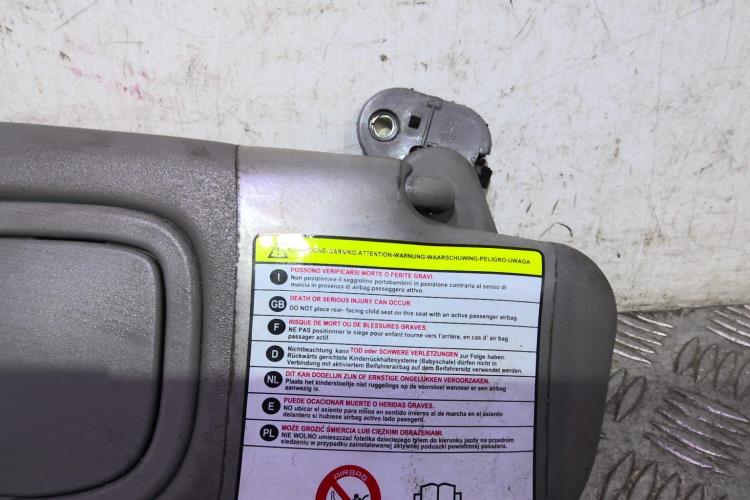 -WARNING-ATTENTION-WARNUNG-WAARSCHUWING-PELIGRO-UWAGA
I
POSSONO VERIFICARSI MORTE O FERITE GRAVI
Non posizionare il seggiolino portabambini in posizione contraria al senso di
marcia in presenza di airbag passaggero attivo.
GB
DEATH OR SERIOUS INJURY CAN OCCUR
DO NOT place rear- facing child seat on this seat with an active passenger airbag.
F
RISQUE DE MORT OU DE BLESSURES GRAVES.
NE PAS positionner le siège pour enfant tourné vers l'arrière, en cas d' air bag
passager actif.
D
Nichtbeachtung kann TOD oder SCHWERE VERLETZUNGEN zur Folge haben.
Rückwärts gerichtete Kinderrückhaltesysteme (Babyschale) dürfen nicht in
Verbindung mit aktiviertem Beifahrerairbag auf dem Beifahrersitz verwendet werden.
NL
DIT KAN DODELIJK ZIJN OF ERNSTIGE ONGELUKKEN VEROORZAKEN.
Plaats het kinderstoeltje niet ruggelings op de voorstoel wanneer er een airbag
aanwezig is.
E
PUEDE OCACIONAR MUERTE O HERIDAS GRAVES.
NO ubicar el asiento para niños en sentido inverso al de marcha en el asiento
delantero si hubiese airbag activo lado pasegerd.
PL
MOŻE GROZIĆ ŚMIERCIA LUB CIĘŻKIMI OBRAŻENIAMI.
NIE WOLNO umieszczać fotelika dziecięcego tyłem do kierunku jazdy na przednim
siedzeniu w przypadku zainstalowanej aktywnej poduszki powietrznej pasażera.
AIRBAG